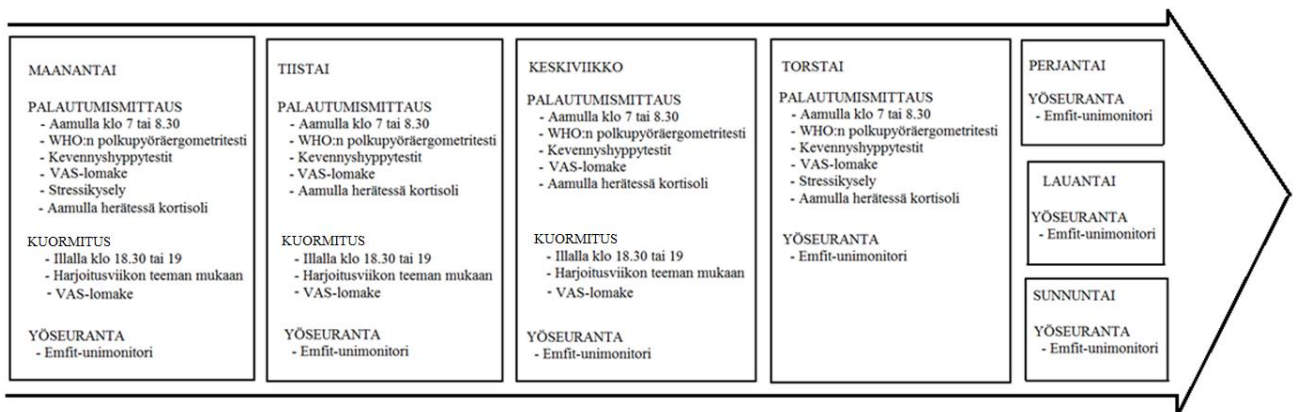 MAANANTAI
PALAUTUMISMITTAUS
- Aamulla klo 7 tai 8.30
- WHO:n polkupyöräergometritesti
- Kevennyshyppytestit
- VAS-lomake
- Stressikysely
- Aamulla herätessä kortisoli
KUORMITUS
- Illalla klo 18.30 tai 19
- Harjoitusviikon teeman mukaan
- VAS-lomake
YÖSEURANTA
- Emfit-unimonitori
TIISTAI
PALAUTUMISMITTAUS
- Aamulla klo 7 tai 8.30
- WHO:n polkupyöräergometritesti
- Kevennyshyppytestit
- VAS-lomake
- Aamulla herätessä kortisoli
KUORMITUS
- Illalla klo 18.30 tai 19
- Harjoitusviikon teeman mukaan
- VAS-lomake
YÖSEURANTA
- Emfit-unimonitori
KESKIVIIKKO
PALAUTUMISMITTAUS
- Aamulla klo 7 tai 8.30
- WHO:n polkupyöräergometritesti
- Kevennyshyppytestit
- VAS-lomake
- Aamulla herätessä kortisoli
KUORMITUS
- Illalla klo 18.30 tai 19
- Harjoitusviikon teeman mukaan
- VAS-lomake
YÖSEURANTA
- Emfit-unimonitori
TORSTAI
PALAUTUMISMITTAUS
- Aamulla klo 7 tai 8.30
- WHO:n polkupyöräergometritesti
- Kevennyshyppytestit
- VAS-lomake
- Stressikysely
- Aamulla herätessä kortisoli
YÖSEURANTA
- Emfit-unimonitori
PERJANTAI
YÖSEURANTA
- Emfit-unimonitori
LAUANTAI
YÖSEURANTA
- Emfit-unimonitori
SUNNUNTAI
YÖSEURANTA
- Emfit-unimonitori